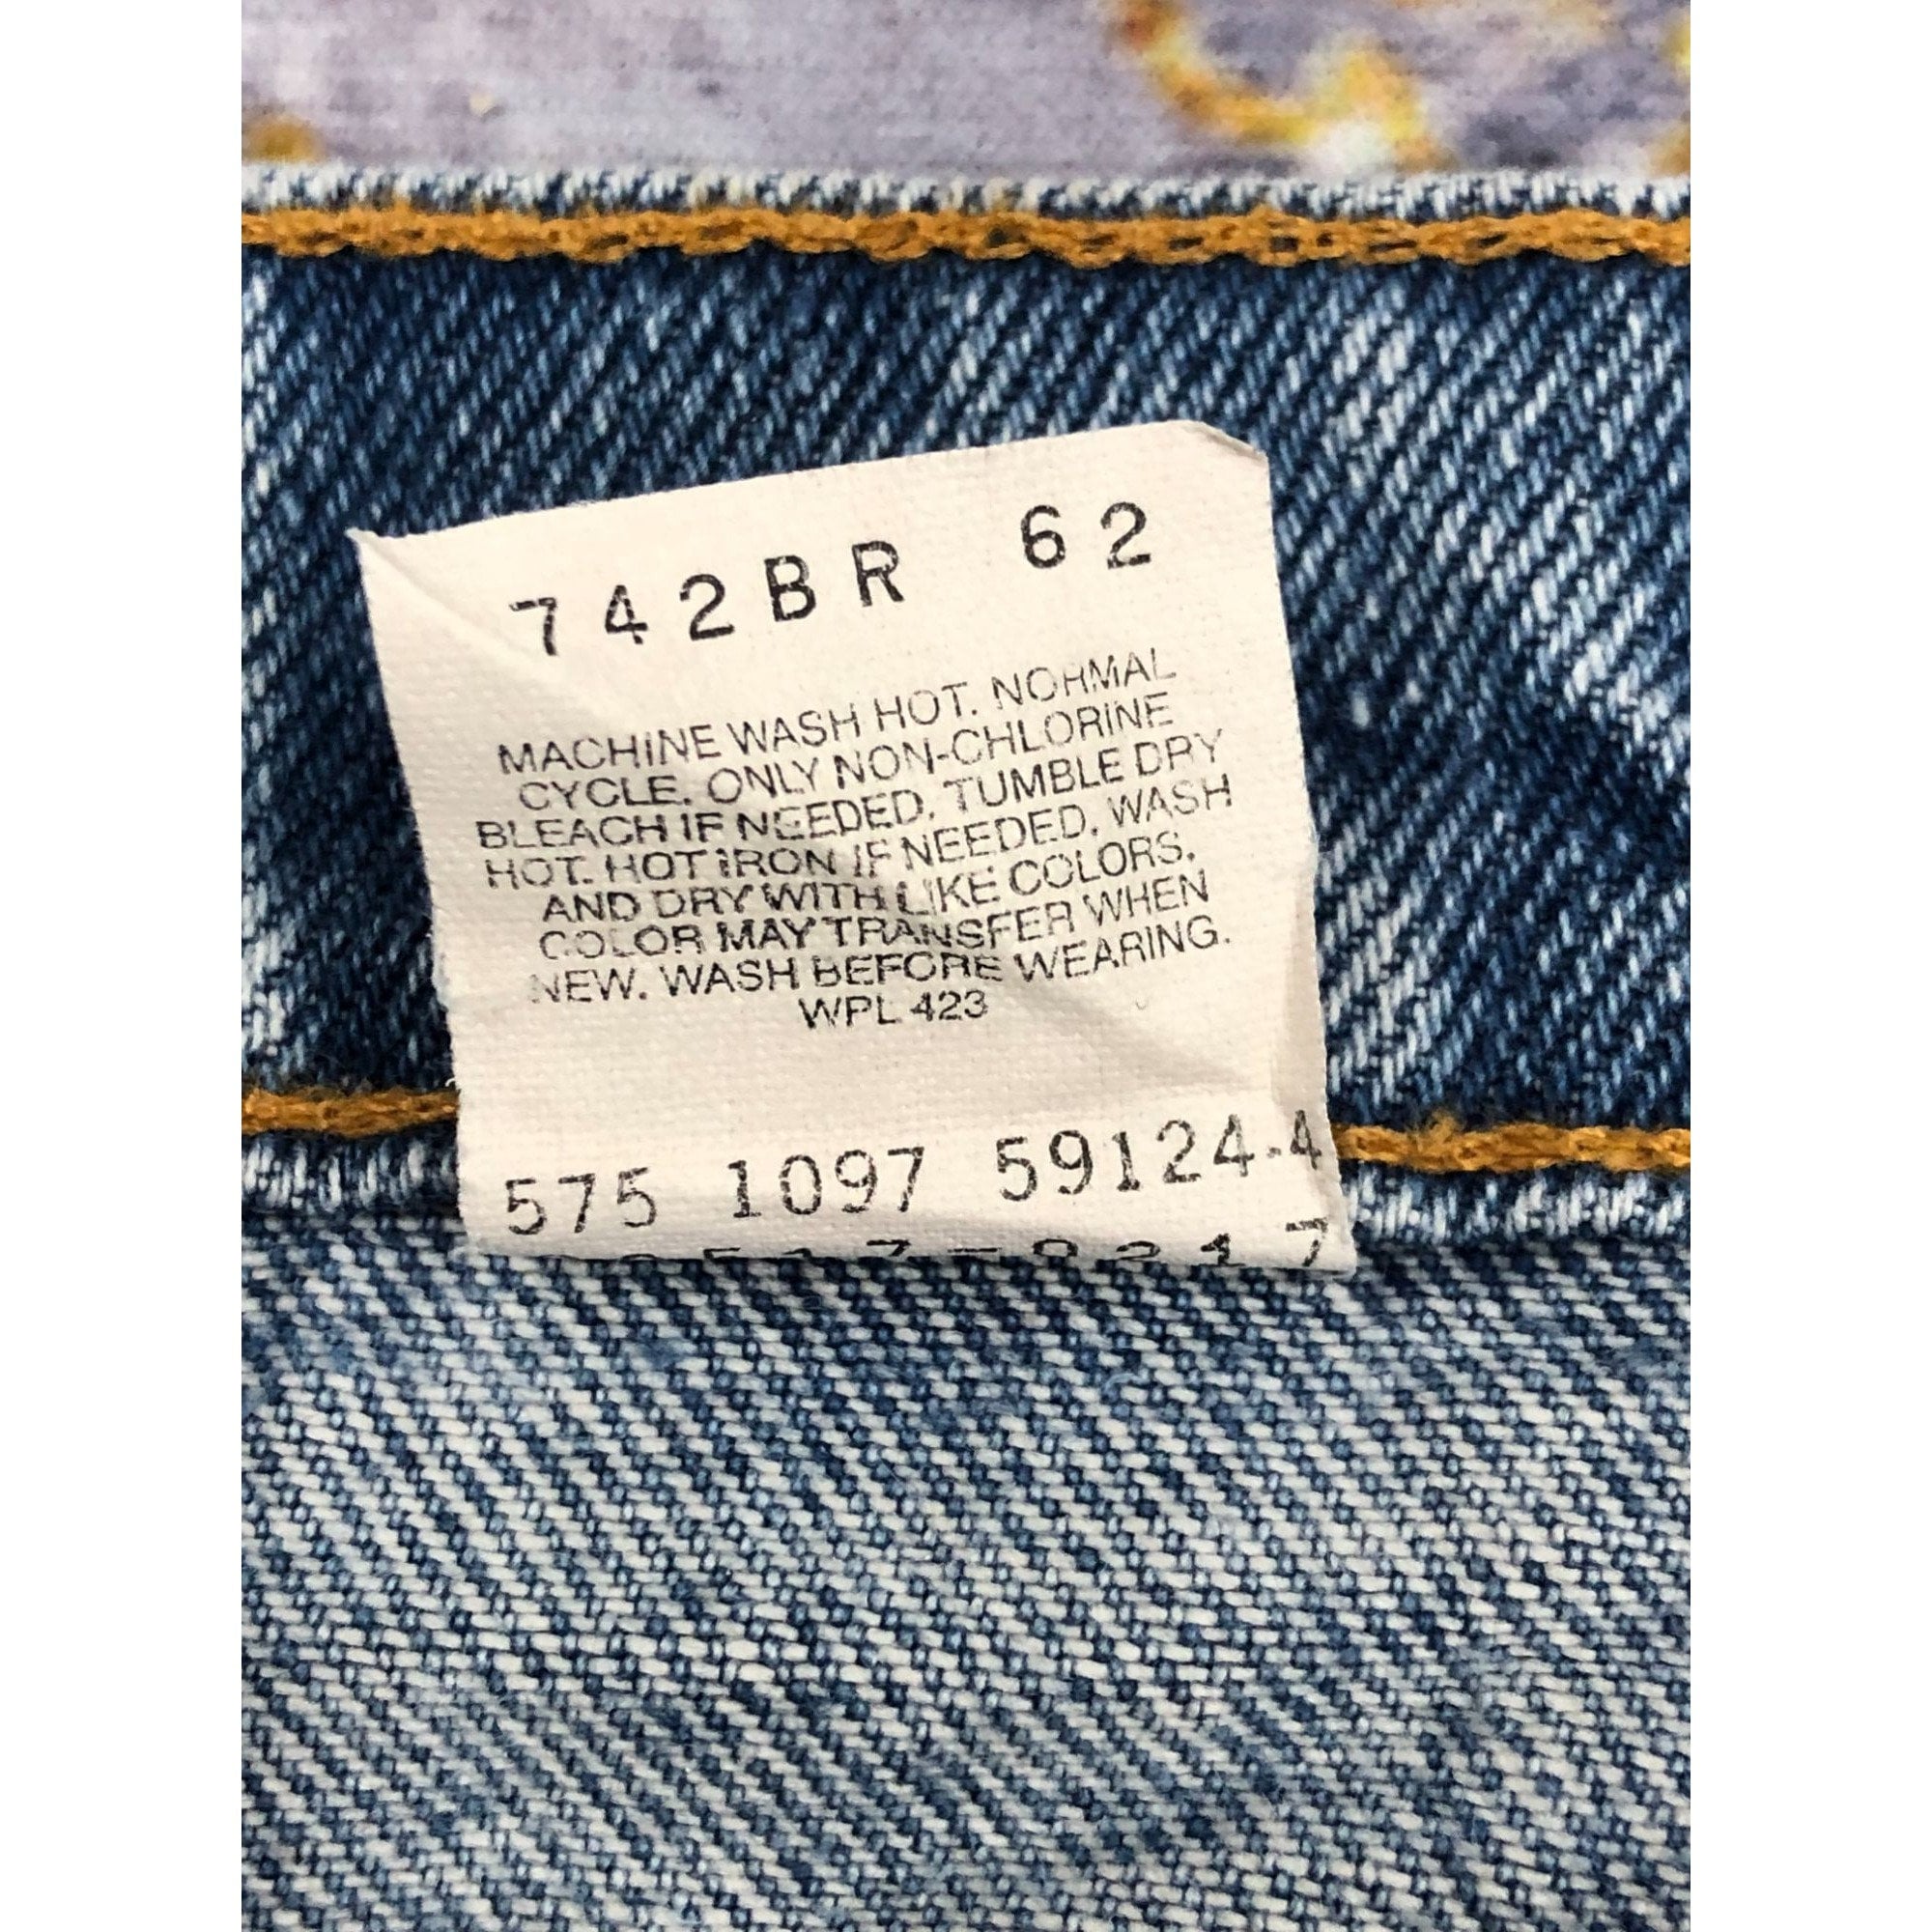 742BR 62
MACHINE WASH HOT. NORMAL
CYCLE. ONLY NON-CHLORINE
BLEACH IF NEEDED. TUMBLE DRY
HOT. HOT IRON IF NEEDED. WASH
AND DRY WITH LIKE COLORS.
COLOR MAY TRANSFER WHEN
NEW. WASH BEFORE WEARING.
WPL 423
575 1097 59124-4